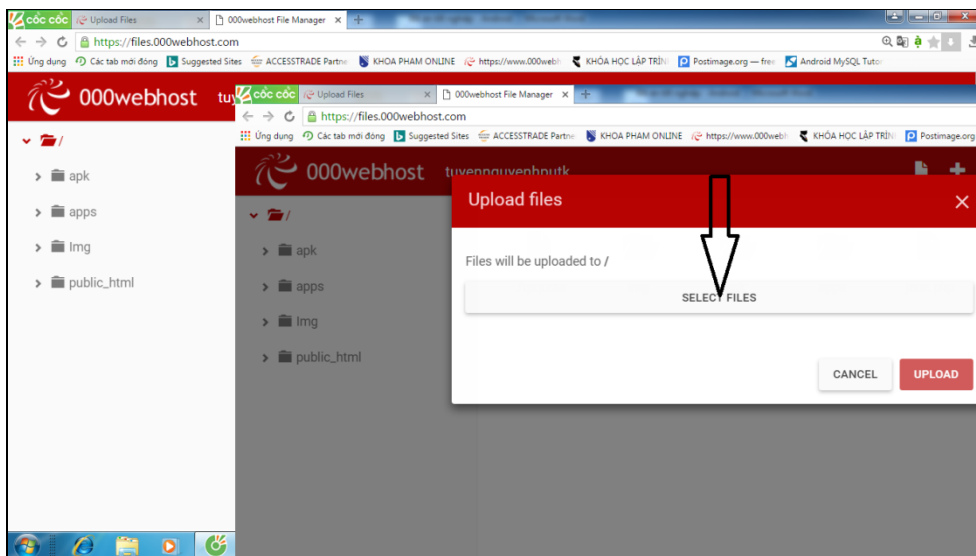 cốc cốc Upload Files × 000webhost File Manager × +
https://files.000webhost.com
Ứng dụng Các tab mới đóng Suggested Sites ACCESSTRADE Partne KHOA PHAM ONLINE https://www.000webh KHÓA HỌC LẬP TRÌN Postimage.org — free Android MySQL Tutor
000webhost tuy
/
apk
apps
Img
public_html
cốc cốc Upload Files × 000webhost File Manager × +
https://files.000webhost.com
Ứng dụng Các tab mới đóng Suggested Sites ACCESSTRADE Partne KHOA PHAM ONLINE https://www.000webh KHÓA HỌC LẬP TRÌN Postimage.org
000webhost tuyennguyenhputk
/
apk
apps
Img
public_html
Upload files ×
Files will be uploaded to /
SELECT FILES
CANCEL UPLOAD